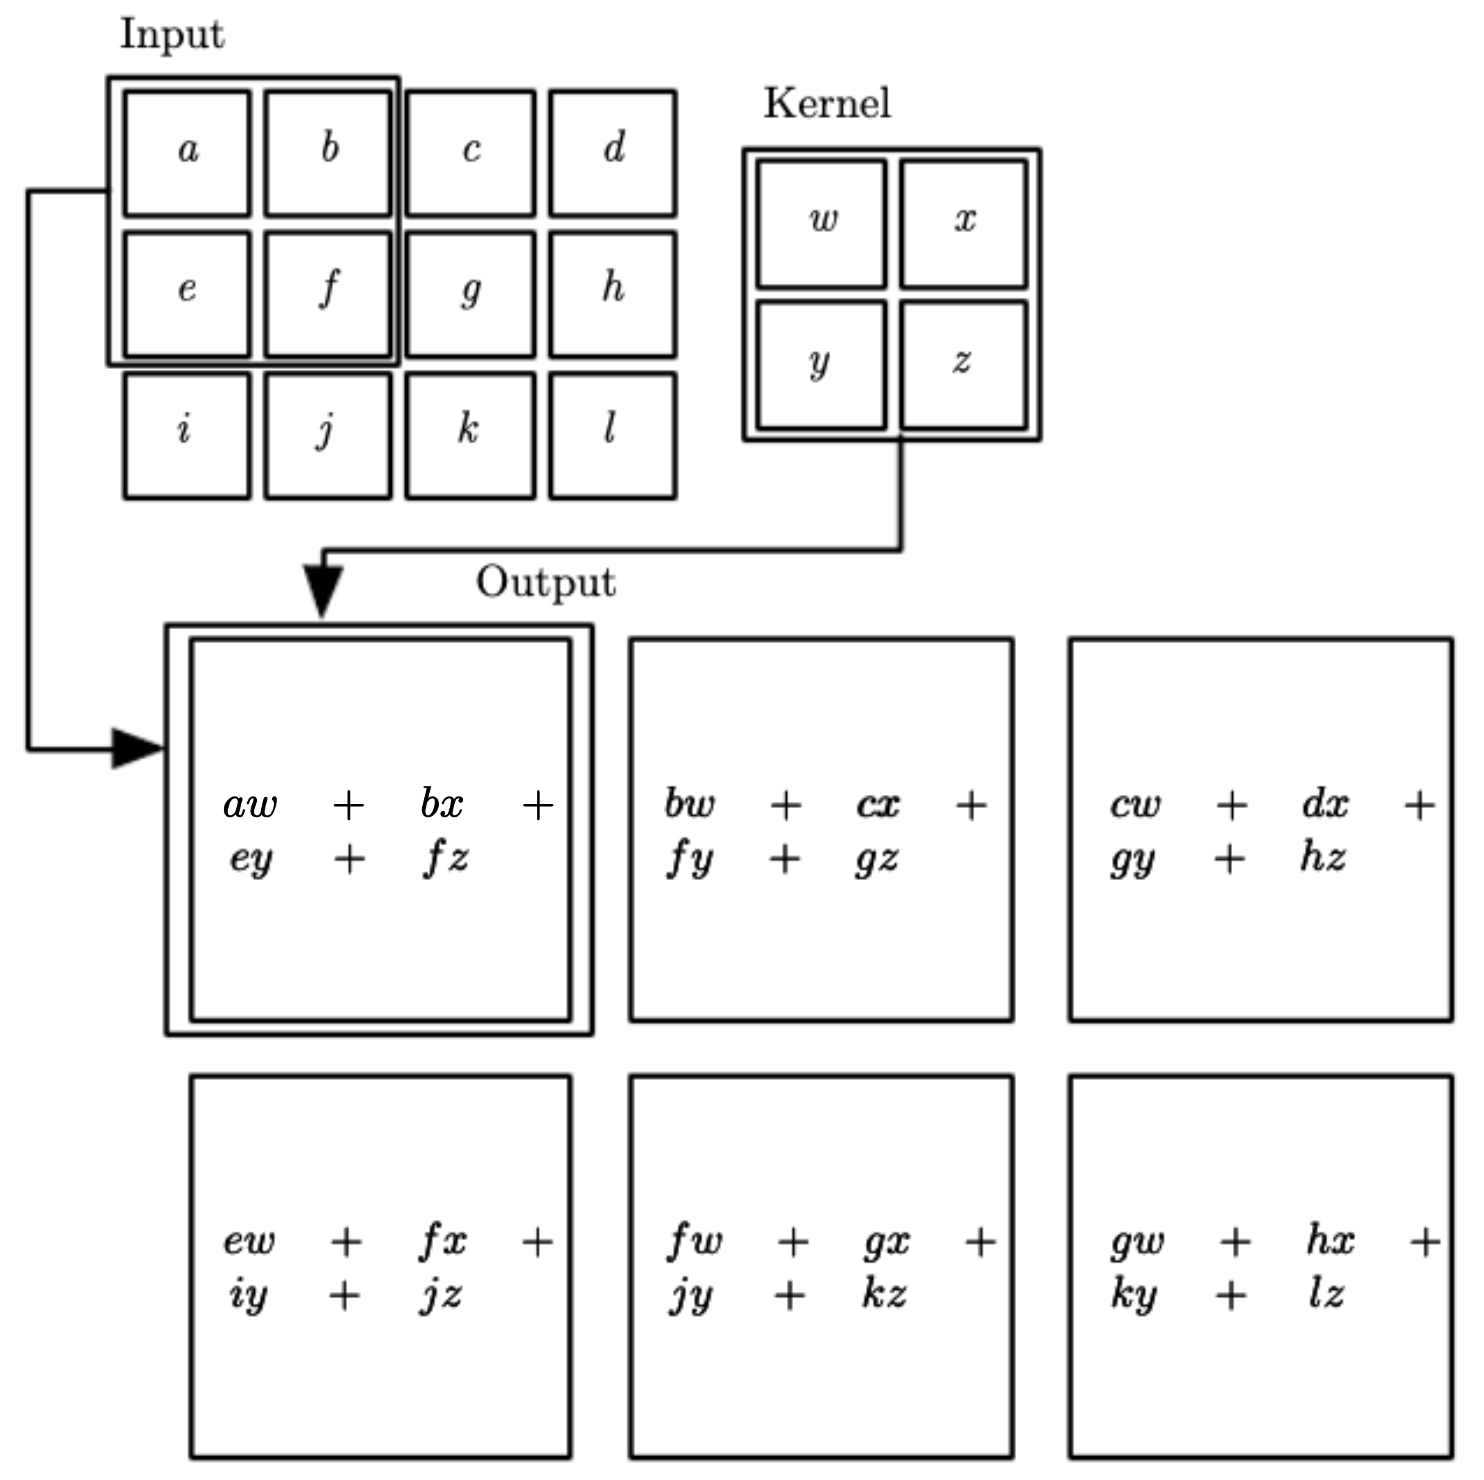 Input
a b c d
e f g h
i j k l
Kernel
w x
y z
Output
aw + bx +
ey + fz
bw + cx +
fy + gz
cw + dx +
gy + hz
ew + fx +
iy + jz
fw + gx +
jy + kz
gw + hx +
ky + lz